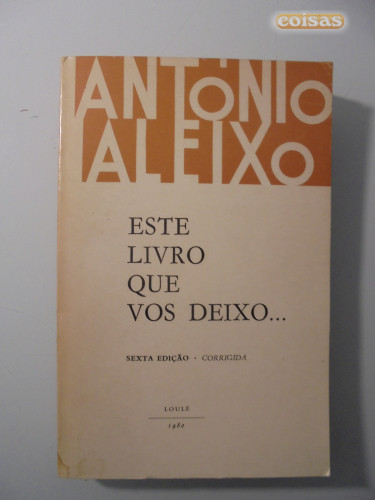 coisas
ANTÓNIO
ALEIXO
ESTE
LIVRO
QUE
VOS DEIXO...
SEXTA EDIÇÃO • CORRIGIDA
LOULÉ